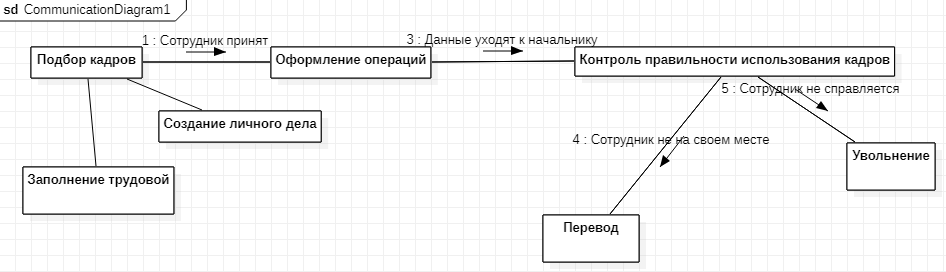 sd CommunicationDiagram1
1 : Сотрудник принят
3 : Данные уходят к начальнику
Подбор кадров
Оформление операций
Контроль правильности использования кадров
5 : Сотрудник не справляется
Создание личного дела
4 : Сотрудник не на своем месте
Увольнение
Заполнение трудовой
Перевод